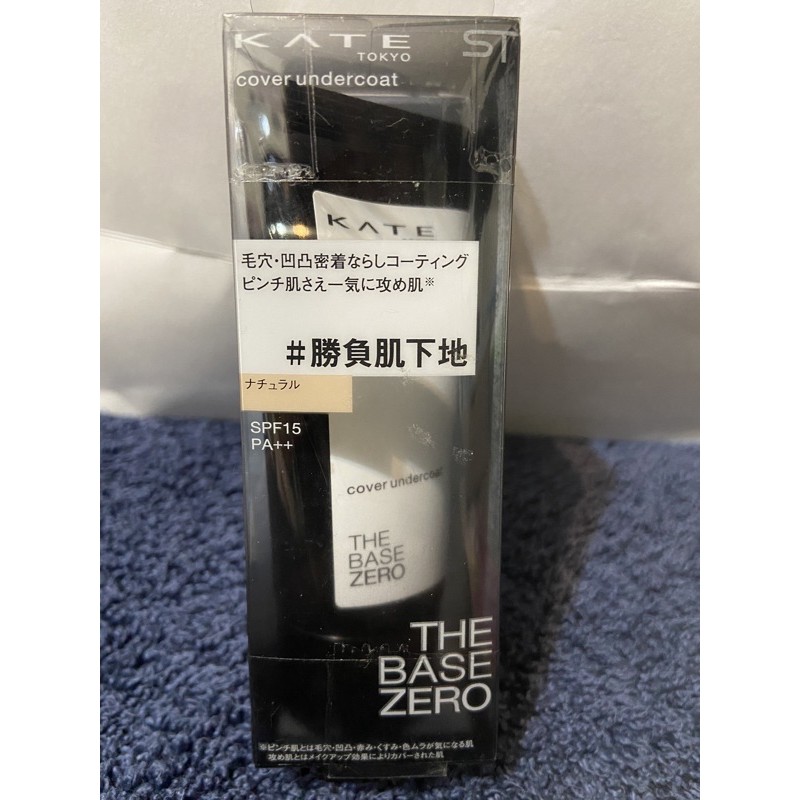 KATE
TOKYO
ST
cover undercoat
KATE
毛穴・凹凸密着ならしコーティング
ピンチ肌さえ一気に攻め肌※
#勝負肌下地
ナチュラル
SPF15
PA++
cover undercoat
THE
BASE
ZERO
THE
BASE
ZERO
※ピンチ肌とは毛穴・凹凸・赤み・くすみ・色ムラが気になる肌
攻め肌とはメイクアップ効果によりカバーされた肌